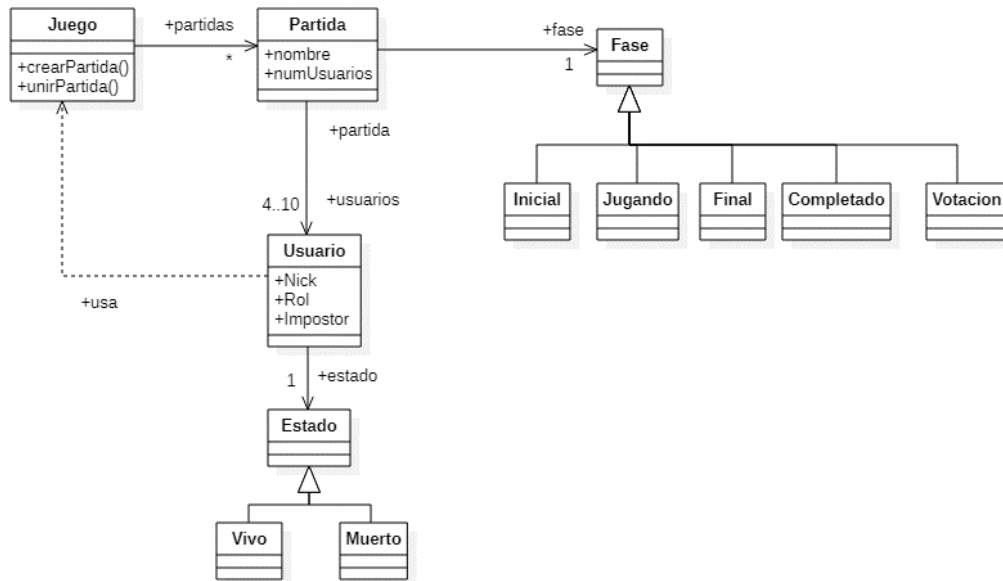 Juego
+crearPartida()
+unirPartida()
+partidas
*
Partida
+nombre
+numUsuarios
+fase
1
Fase
+partida
Inicial
Jugando
Final
Completado
Votacion
4..10
+usuarios
Usuario
+Nick
+Rol
+Impostor
+usa
1
+estado
Estado
Vivo
Muerto